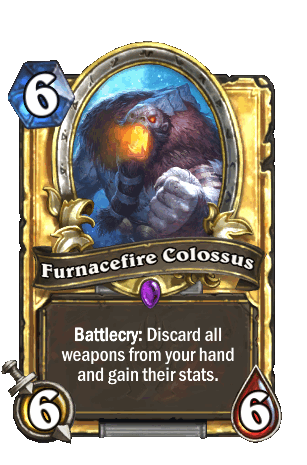 6
Furnacefire Colossus
Battlecry: Discard all
weapons from your hand
and gain their stats.
6
6